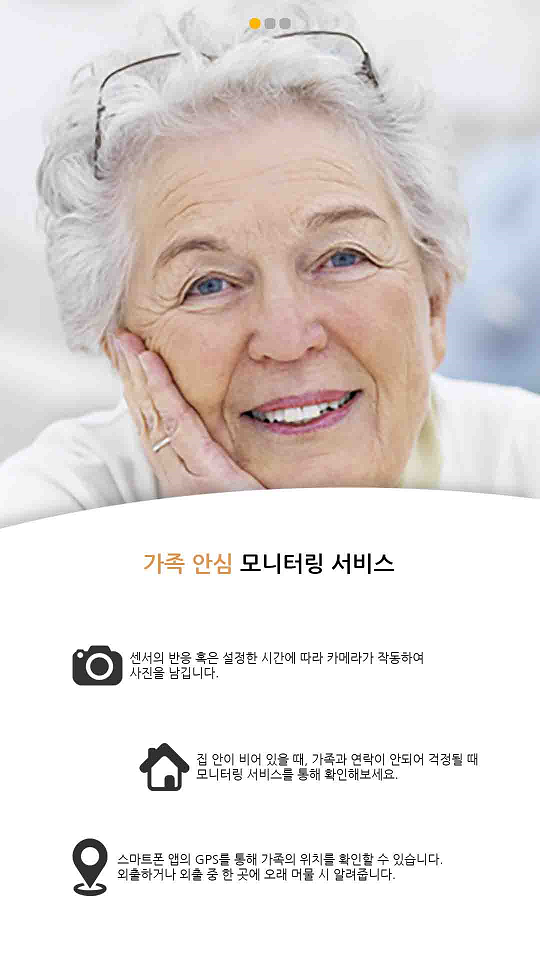 가족 안심 모니터링 서비스
센서의 반응 혹은 설정한 시간에 따라 카메라가 작동하여
사진을 남깁니다.
집 안이 비어 있을 때, 가족과 연락이 안되어 걱정될 때
모니터링 서비스를 통해 확인해보세요.
스마트폰 앱의 GPS를 통해 가족의 위치를 확인할 수 있습니다.
외출하거나 외출 중 한 곳에 오래 머물 시 알려줍니다.